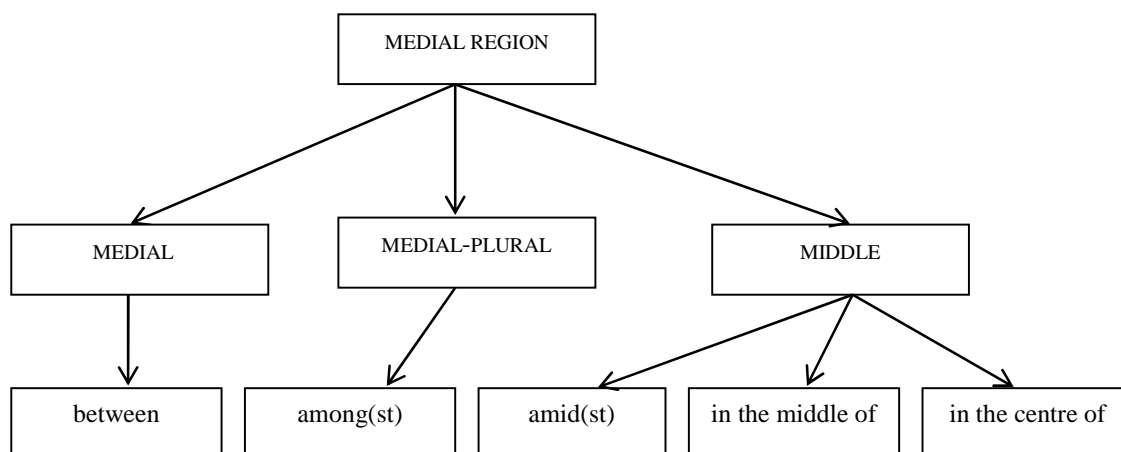 MEDIAL REGION
MEDIAL
MEDIAL-PLURAL
MIDDLE
between
among(st)
amid(st)
in the middle of
in the centre of